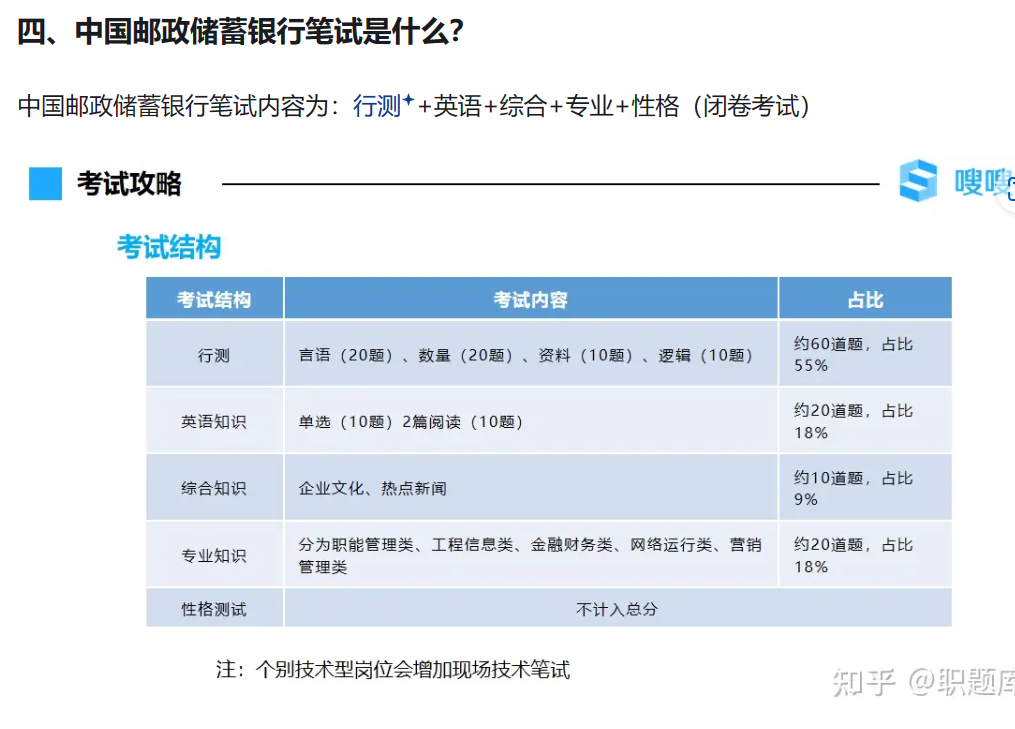 四、中国邮政储蓄银行笔试是什么？
中国邮政储蓄银行笔试内容为：行测+英语+综合+专业+性格（闭卷考试）
考试攻略
嗖嗖
考试结构
考试结构 考试内容 占比
行测 言语（20题）、数量（20题）、资料（10题）、逻辑（10题） 约60道题，占比
55%
英语知识 单选（10题）2篇阅读（10题） 约20道题，占比
18%
综合知识 企业文化、热点新闻 约10道题，占比
9%
专业知识 分为职能管理类、工程信息类、金融财务类、网络运行类、营销
管理类 约20道题，占比
18%
性格测试 不计入总分
注：个别技术型岗位会增加现场技术笔试
知乎 @职题库